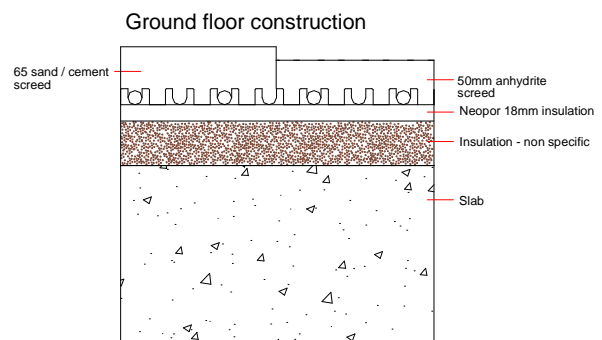 Ground floor construction
65 sand / cement
screed
50mm anhydrite
screed
Neopor 18mm insulation
Insulation - non specific
Slab